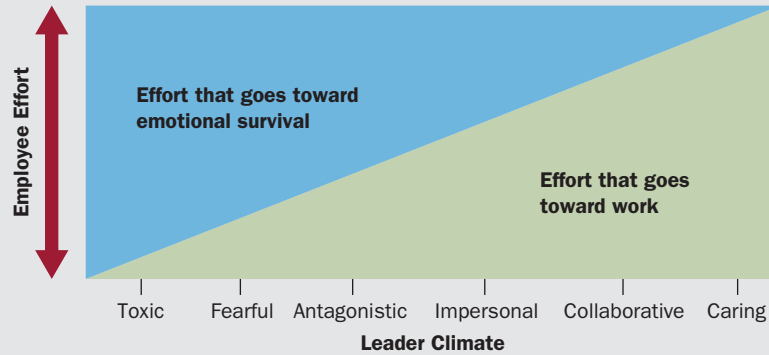 Employee Effort
Effort that goes toward
emotional survival
Effort that goes
toward work
Toxic Fearful Antagonistic Impersonal Collaborative Caring
Leader Climate